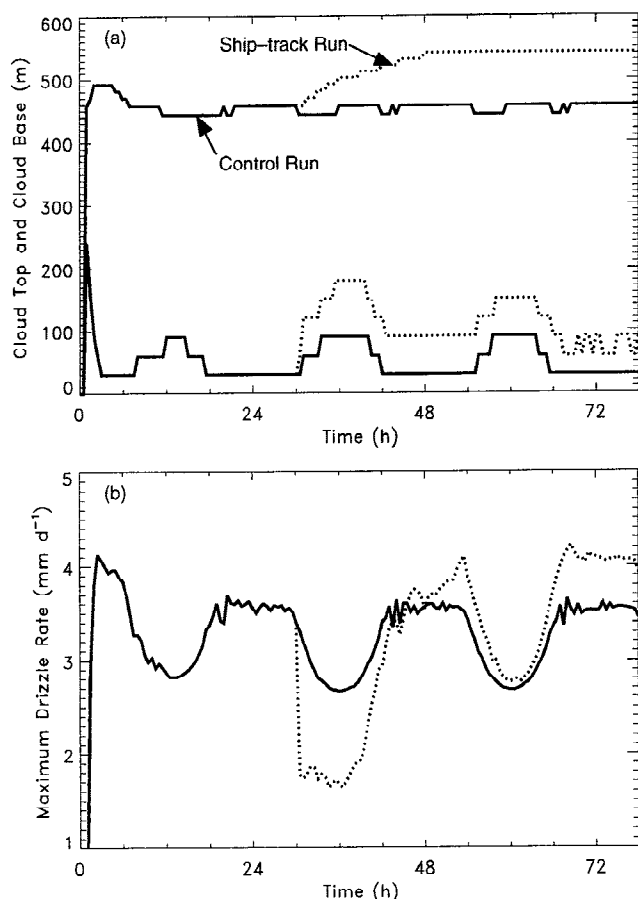 (a)
Ship-track Run
Control Run
Cloud Top and Cloud Base (m)
600
500
400
300
200
100
0
0
24
48
72
Time (h)
(b)
Maximum Drizzle Rate (mm d⁻¹)
5
4
3
2
1
0
24
48
72
Time (h)